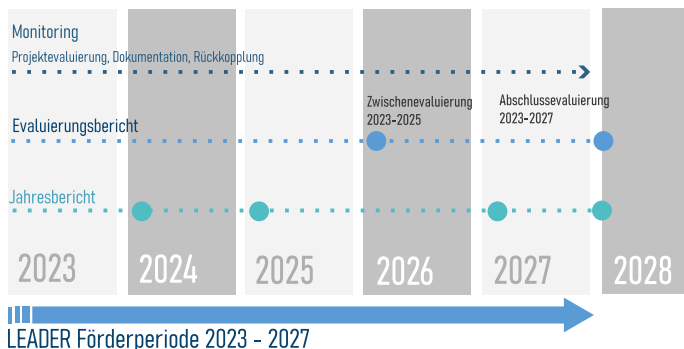 Monitoring
Projektevaluierung, Dokumentation, Rückkopplung
Zwischenevaluierung
2023-2025
Abschlussevaluierung
2023-2027
Evaluierungsbericht
Jahresbericht
2023
2024
2025
2026
2027
2028
LEADER Förderperiode 2023 - 2027